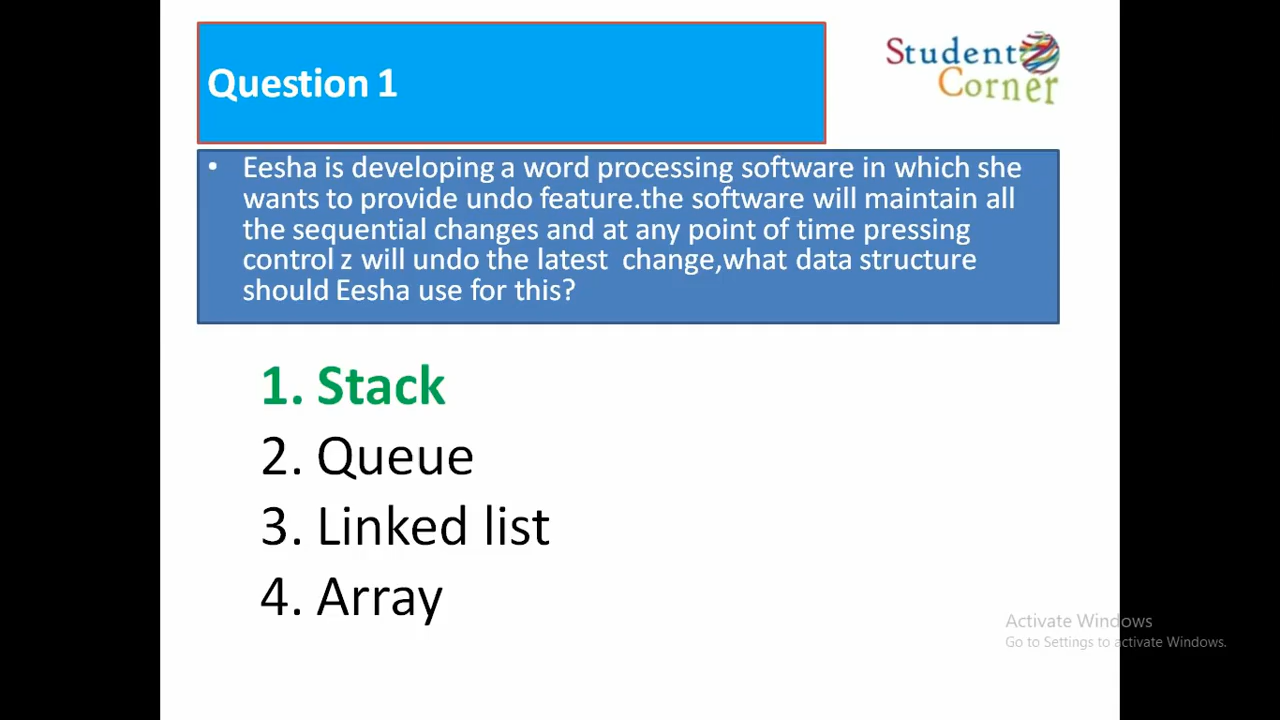 Question 1
Student
Corner
• Eesha is developing a word processing software in which she
wants to provide undo feature.the software will maintain all
the sequential changes and at any point of time pressing
control z will undo the latest  change,what data structure
should Eesha use for this?
1. Stack
2. Queue
3. Linked list
4. Array
Activate Windows
Go to Settings to activate Windows.